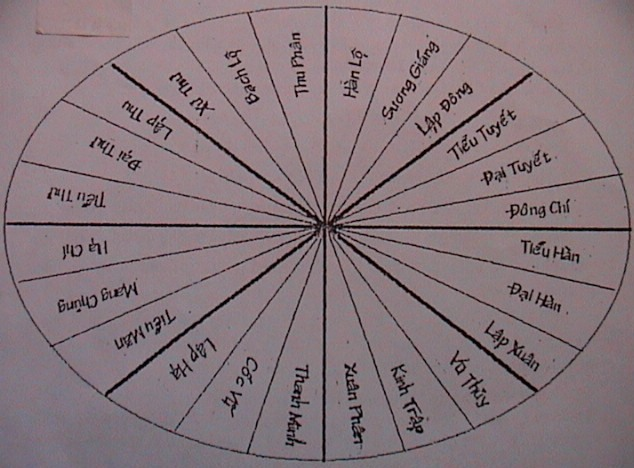 Hàn Lộ
Sương Giáng
Lập Đông
Tiểu Tuyết
Đại Tuyết
Đông Chí
Tiểu Hàn
Đại Hàn
Lập Xuân
Vũ Thủy
Kinh Trập
Xuân Phân
Thanh Minh
Cốc Vũ
Lập Hạ
Tiểu Mãn
Mang Chủng
Hạ Chí
Tiểu Thử
Đại Thử
Lập Thu
Xử Thử
Bạch Lộ
Thu Phân